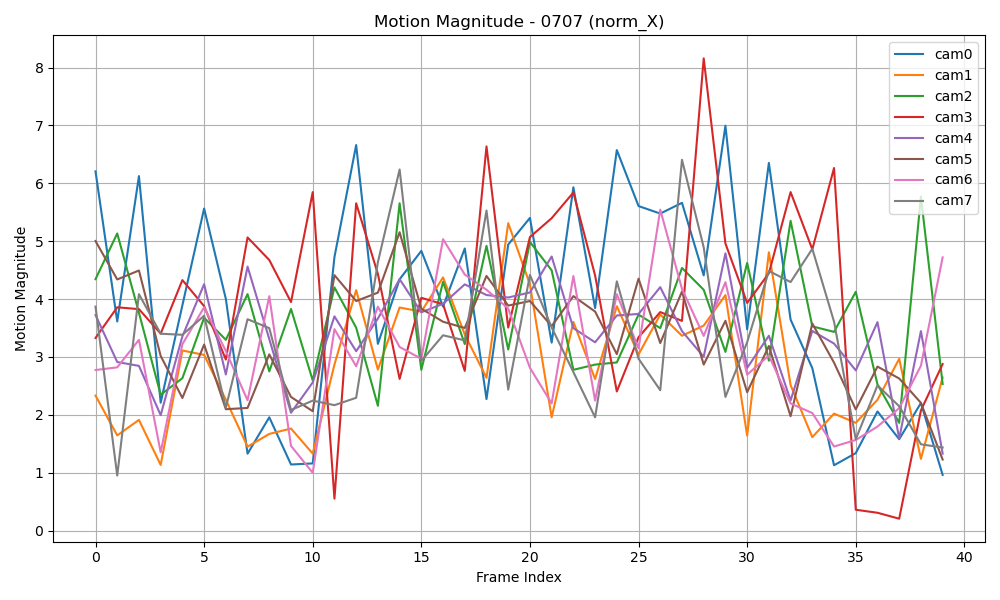 Motion Magnitude - 0707 (norm_X)
Motion Magnitude
8
7
6
5
4
3
2
1
0
0 5 10 15 20 25 30 35 40
Frame Index
cam0
cam1
cam2
cam3
cam4
cam5
cam6
cam7